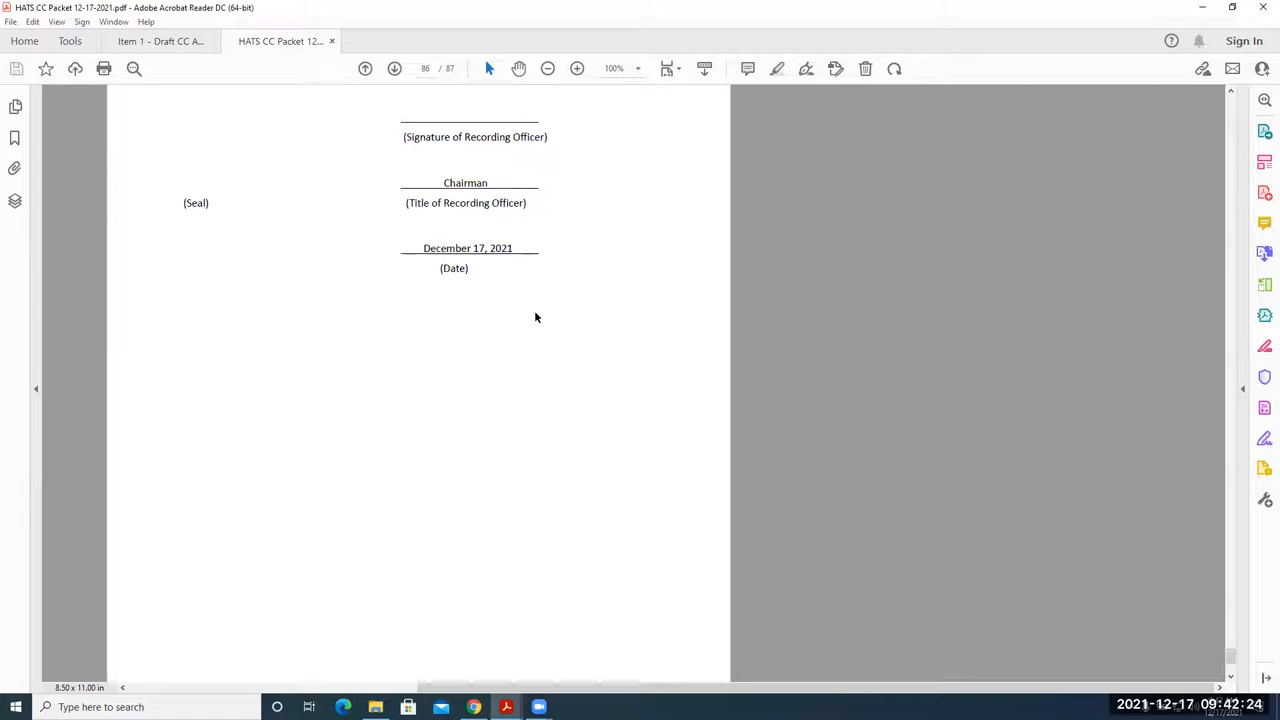 HATS CC Packet 12-17-2021.pdf - Adobe Acrobat Reader DC (64-bit)
File Edit View Sign Window Help
Home Tools Item 1 - Draft CC A... HATS CC Packet 12... × Sign In
86 / 87 100%
(Signature of Recording Officer)
Chairman
(Seal) (Title of Recording Officer)
December 17, 2021
(Date)
8.50 x 11.00 in
Type here to search
2021-12-17 09:42:24